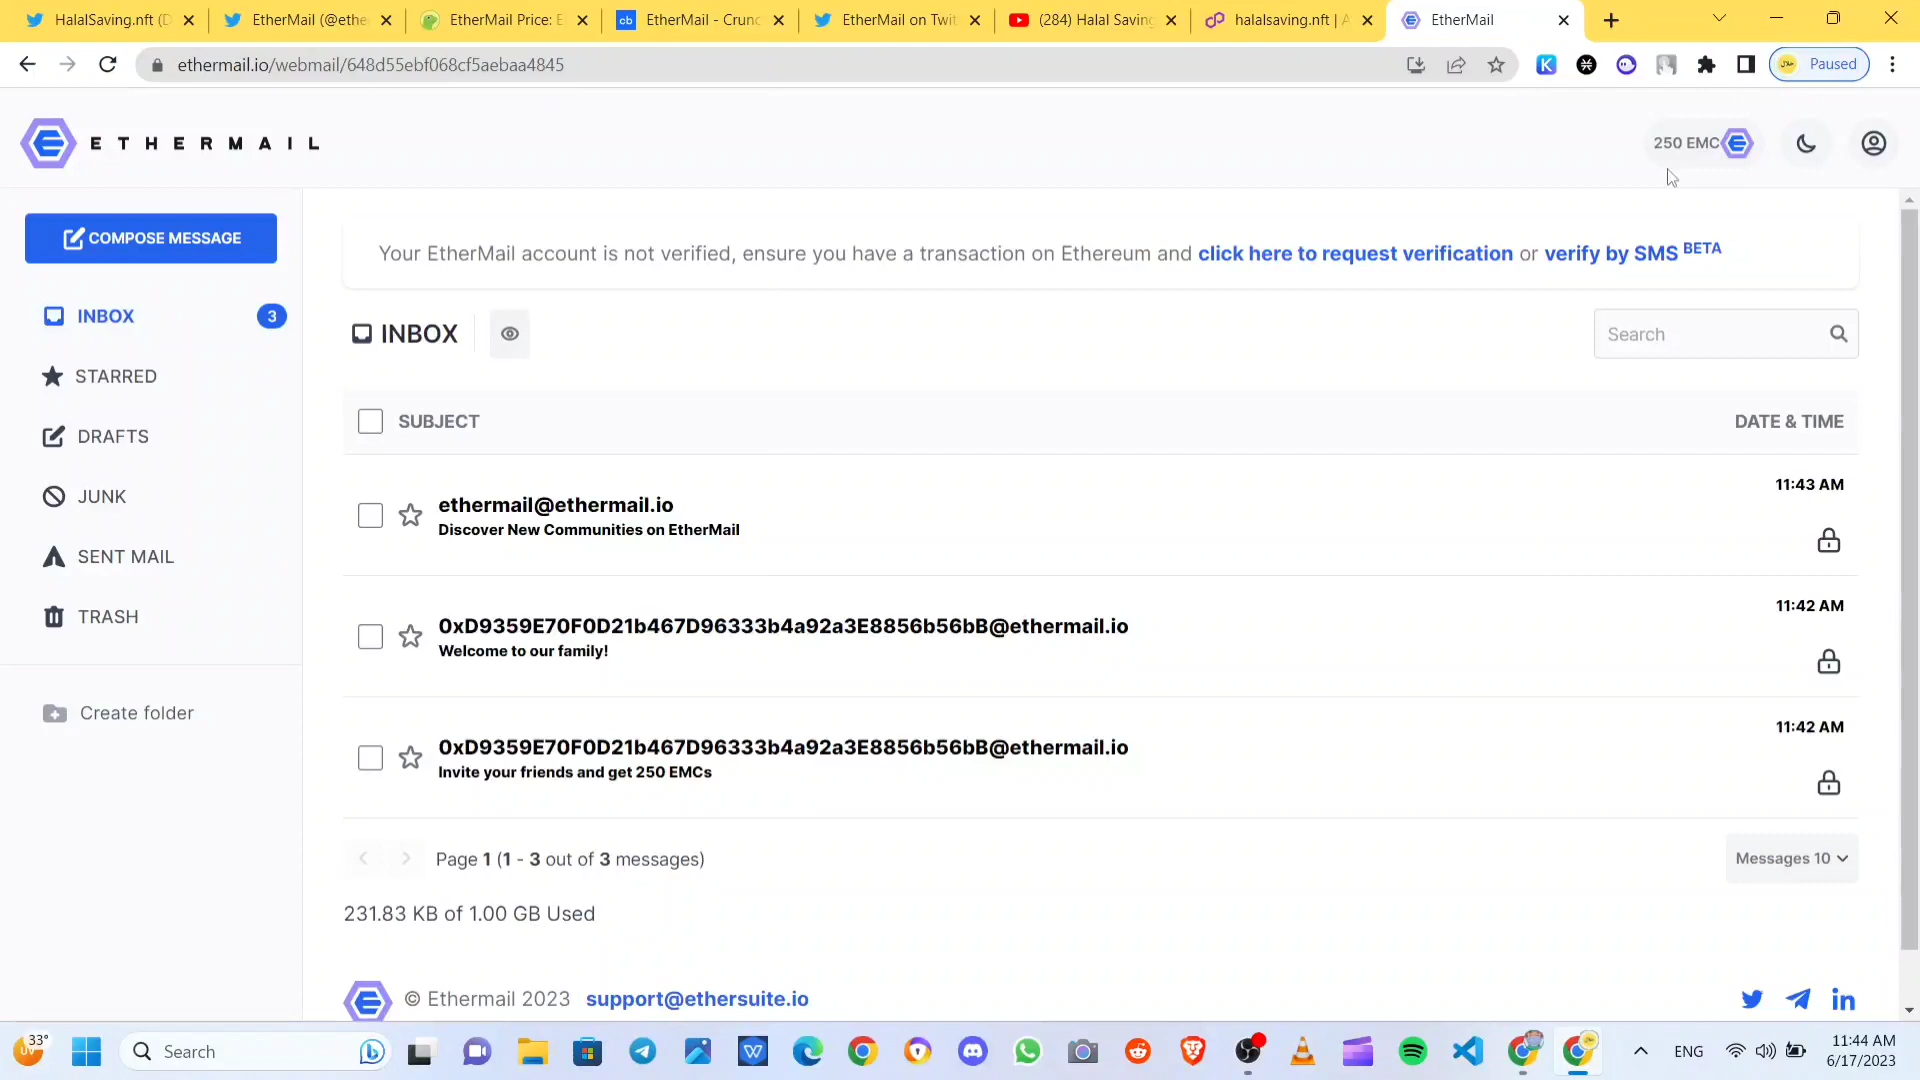 HalalSaving.nft (D
EtherMail (@ethe
EtherMail Price: E
cb EtherMail - Crunc
EtherMail on Twit
(284) Halal Saving
halalsaving.nft | A
EtherMail
ethermail.io/webmail/648d55ebf068cf5aebaa4845
K
Paused
ETHERMAIL
250 EMC
COMPOSE MESSAGE
Your EtherMail account is not verified, ensure you have a transaction on Ethereum and click here to request verification or verify by SMS BETA
INBOX 3
STARRED
DRAFTS
JUNK
SENT MAIL
TRASH
Create folder
INBOX
Search
SUBJECT
DATE & TIME
ethermail@ethermail.io
Discover New Communities on EtherMail
11:43 AM
0xD9359E70F0D21b467D96333b4a92a3E8856b56bB@ethermail.io
Welcome to our family!
11:42 AM
0xD9359E70F0D21b467D96333b4a92a3E8856b56bB@ethermail.io
Invite your friends and get 250 EMCs
11:42 AM
Page 1 (1 - 3 out of 3 messages)
Messages 10
231.83 KB of 1.00 GB Used
© Ethermail 2023 support@ethersuite.io
in
33°
UV
Search
W
ENG
11:44 AM
6/17/2023